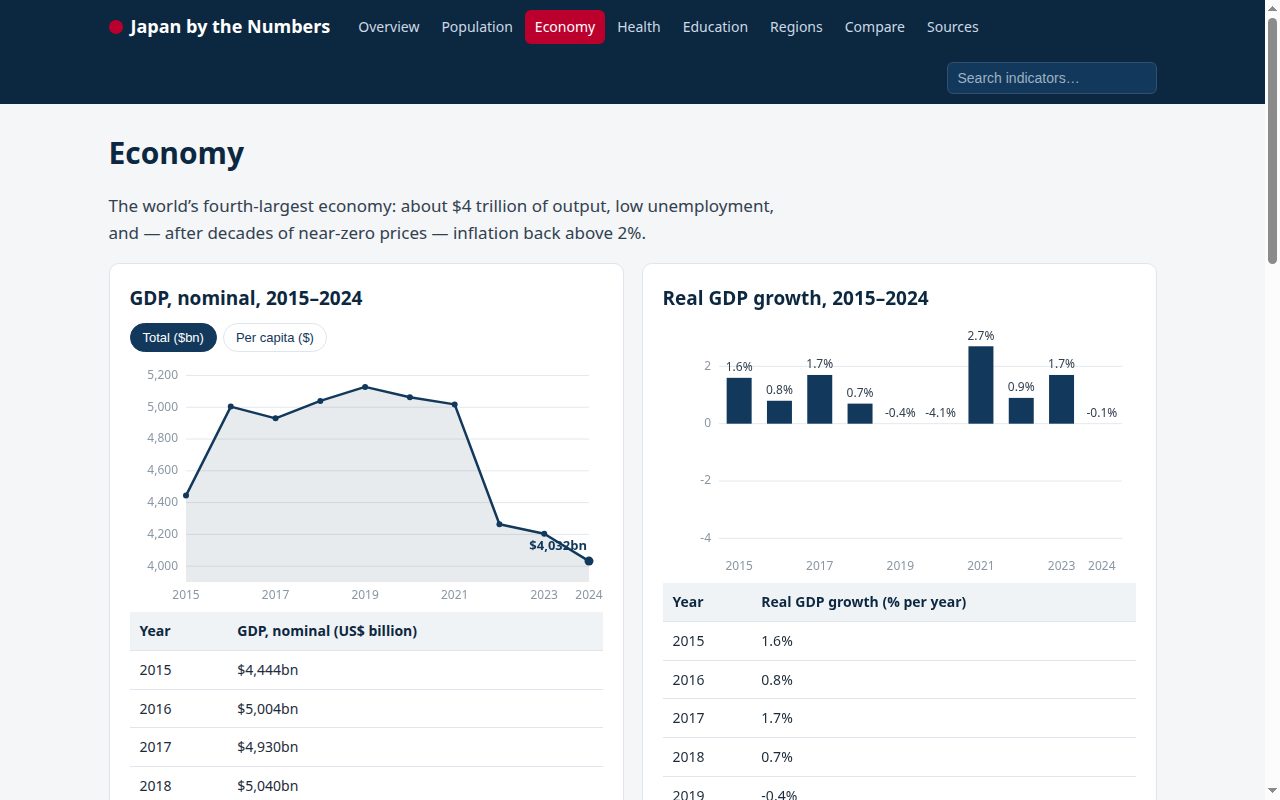 Japan by the Numbers
Overview
Population
Economy
Health
Education
Regions
Compare
Sources
Search indicators…
Economy
The world’s fourth-largest economy: about $4 trillion of output, low unemployment,
and — after decades of near-zero prices — inflation back above 2%.
GDP, nominal, 2015–2024
Total ($bn)
Per capita ($)
5,200
5,000
4,800
4,600
4,400
4,200
4,000
$4,032bn
2015
2017
2019
2021
2023
2024
Year GDP, nominal (US$ billion)
2015 $4,444bn
2016 $5,004bn
2017 $4,930bn
2018 $5,040bn
Real GDP growth, 2015–2024
2
0
-2
-4
1.6%
0.8%
1.7%
0.7%
-0.4%
-4.1%
2.7%
0.9%
1.7%
-0.1%
2015
2017
2019
2021
2023
2024
Year Real GDP growth (% per year)
2015 1.6%
2016 0.8%
2017 1.7%
2018 0.7%
2019 -0.4%